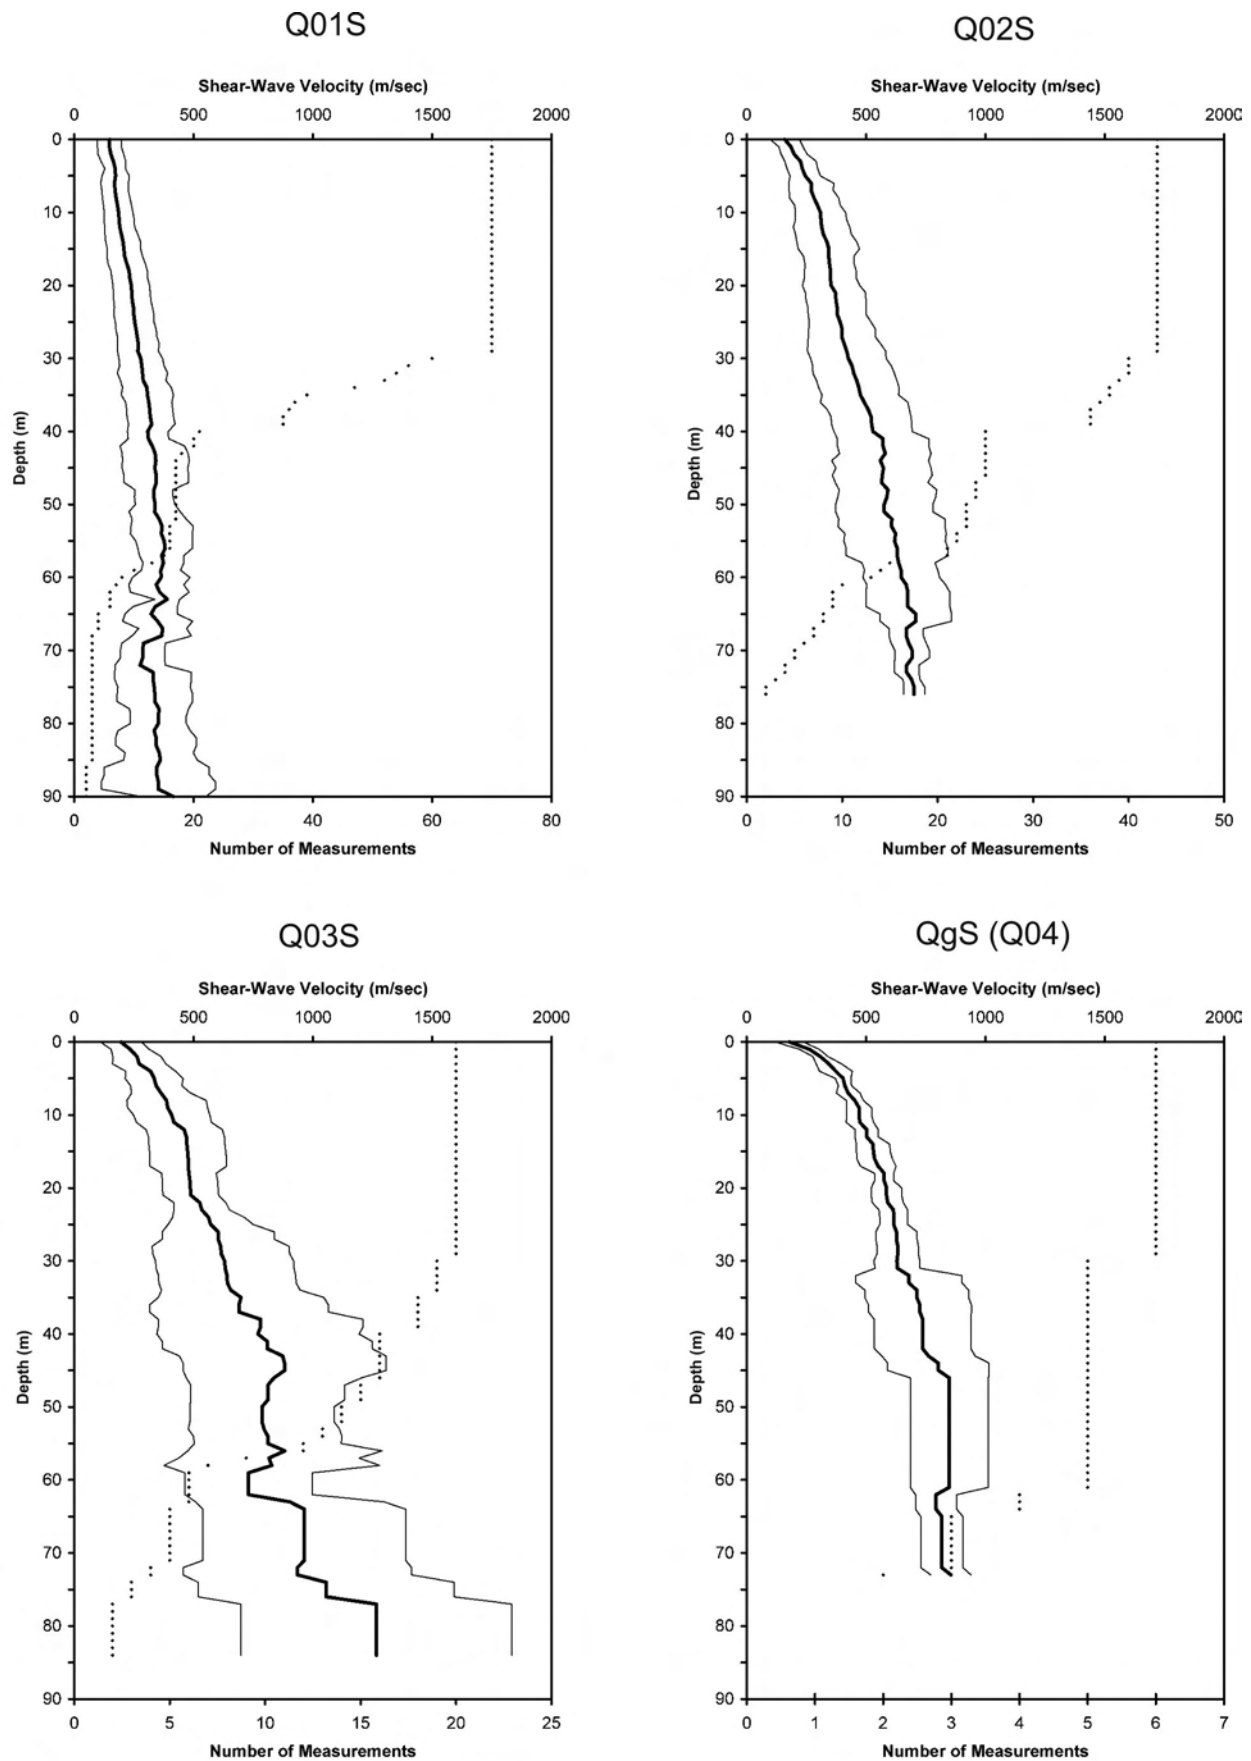 Q01S
Shear-Wave Velocity (m/sec)
0 500 1000 1500 2000
0
10
20
30
40
50
60
70
80
90
Depth (m)
0 20 40 60 80
Number of Measurements
Q02S
Shear-Wave Velocity (m/sec)
0 500 1000 1500 2000
0
10
20
30
40
50
60
70
80
90
Depth (m)
0 10 20 30 40 50
Number of Measurements
Q03S
Shear-Wave Velocity (m/sec)
0 500 1000 1500 2000
0
10
20
30
40
50
60
70
80
90
Depth (m)
0 5 10 15 20 25
Number of Measurements
QgS (Q04)
Shear-Wave Velocity (m/sec)
0 500 1000 1500 2000
0
10
20
30
40
50
60
70
80
90
Depth (m)
0 1 2 3 4 5 6 7
Number of Measurements